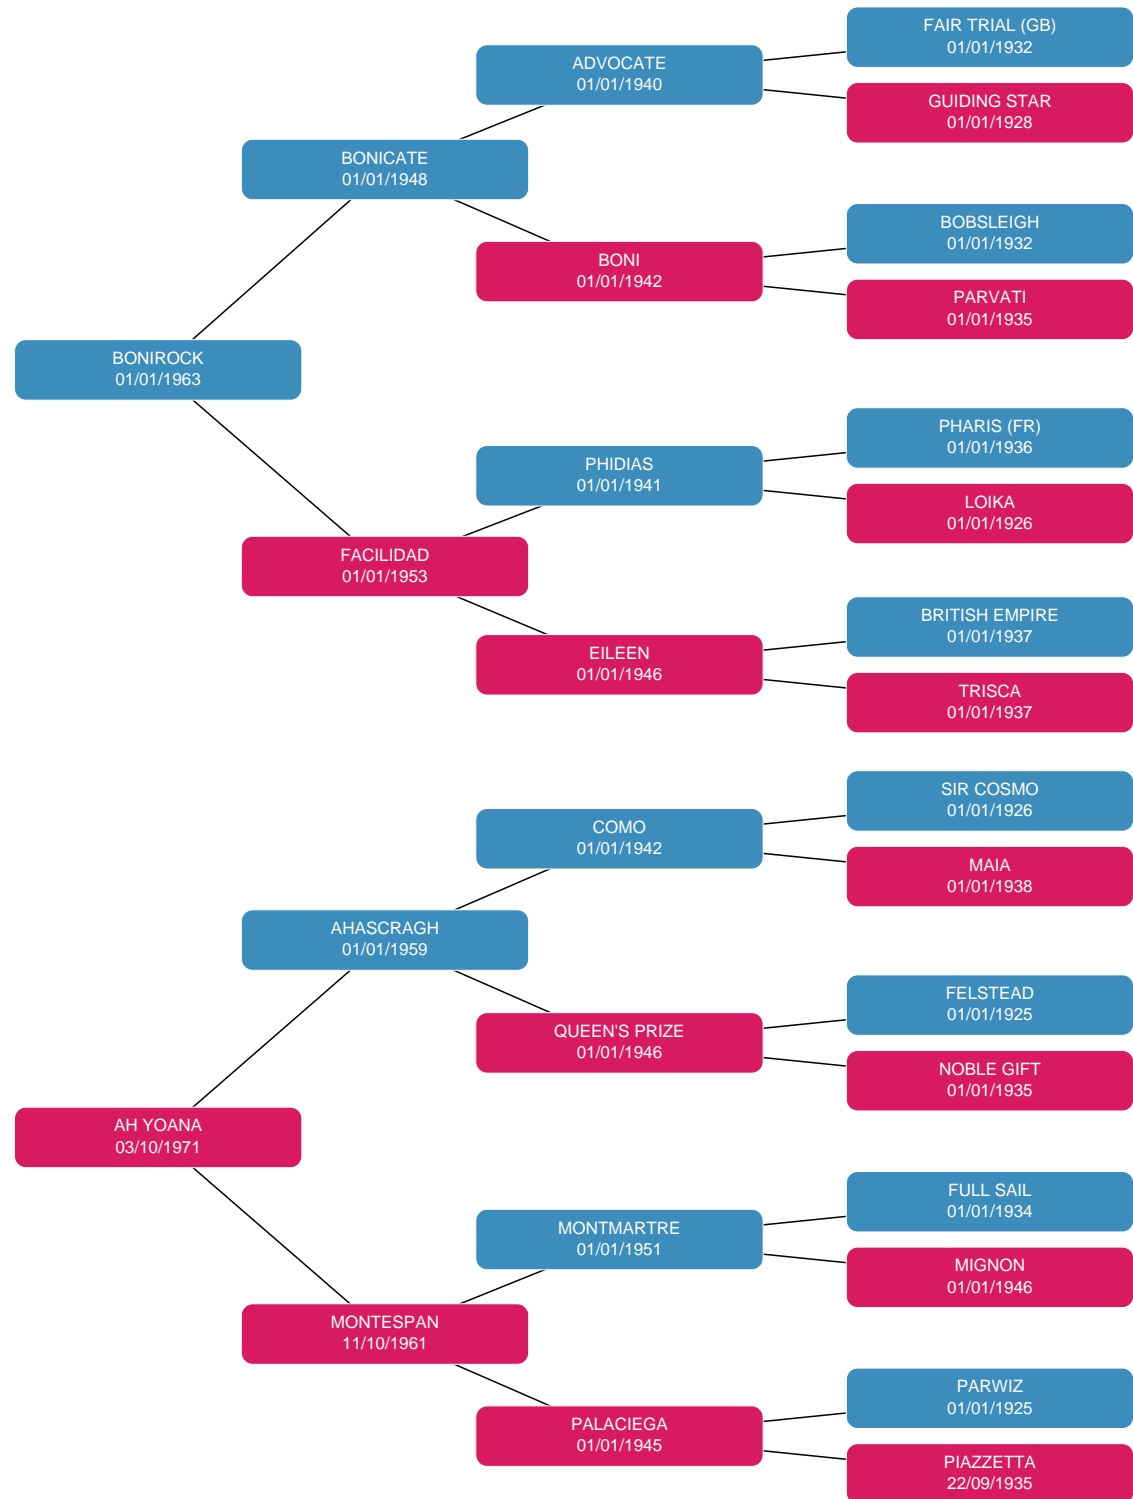 FAIR TRIAL (GB)
01/01/1932
ADVOCATE
01/01/1940
GUIDING STAR
01/01/1928
BONICATE
01/01/1948
BOBSLEIGH
01/01/1932
BONI
01/01/1942
PARVATI
01/01/1935
BONIROCK
01/01/1963
PHARIS (FR)
01/01/1936
PHIDIAS
01/01/1941
LOIKA
01/01/1926
FACILIDAD
01/01/1953
BRITISH EMPIRE
01/01/1937
EILEEN
01/01/1946
TRISCA
01/01/1937
SIR COSMO
01/01/1926
COMO
01/01/1942
MAIA
01/01/1938
AHASCRAGH
01/01/1959
FELSTEAD
01/01/1925
QUEEN'S PRIZE
01/01/1946
NOBLE GIFT
01/01/1935
AH YOANA
03/10/1971
FULL SAIL
01/01/1934
MONTMARTRE
01/01/1951
MIGNON
01/01/1946
MONTESPAN
11/10/1961
PARWIZ
01/01/1925
PALACIEGA
01/01/1945
PIAZZETTA
22/09/1935